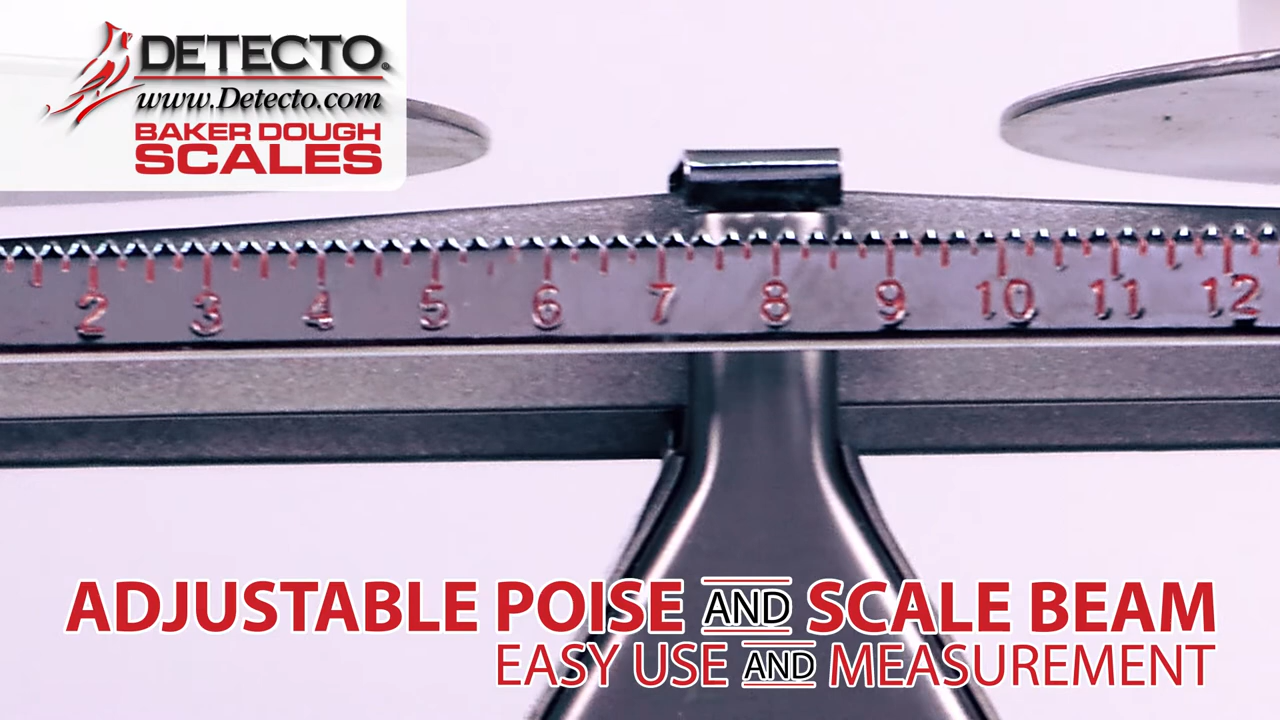 DETECTO®
www.Detecto.com
BAKER DOUGH
SCALES
2 3 4 5 6 7 8 9 10 11 12
ADJUSTABLE POISE AND SCALE BEAM
EASY USE AND MEASUREMENT